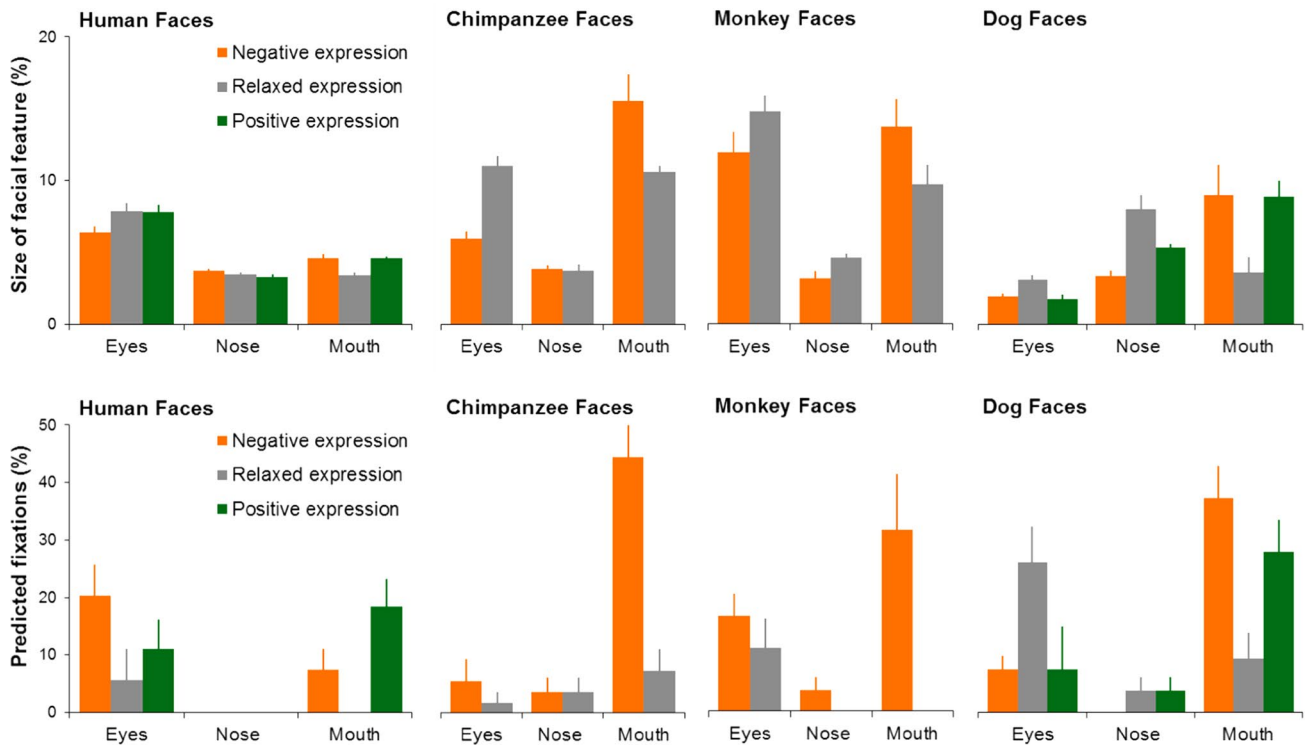 Human Faces
Chimpanzee Faces
Monkey Faces
Dog Faces
Size of facial feature (%)
20
10
0
Negative expression
Relaxed expression
Positive expression
Eyes Nose Mouth
Eyes Nose Mouth
Eyes Nose Mouth
Eyes Nose Mouth
Human Faces
Chimpanzee Faces
Monkey Faces
Dog Faces
Predicted fixations (%)
50
40
30
20
10
0
Negative expression
Relaxed expression
Positive expression
Eyes Nose Mouth
Eyes Nose Mouth
Eyes Nose Mouth
Eyes Nose Mouth